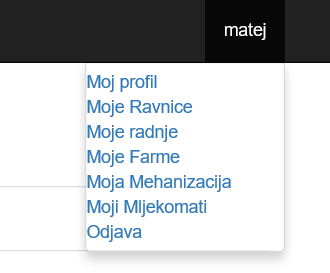 matej
Moj profil
Moje Ravnice
Moje radnje
Moje Farme
Moja Mehanizacija
Moji Mljekomati
Odjava